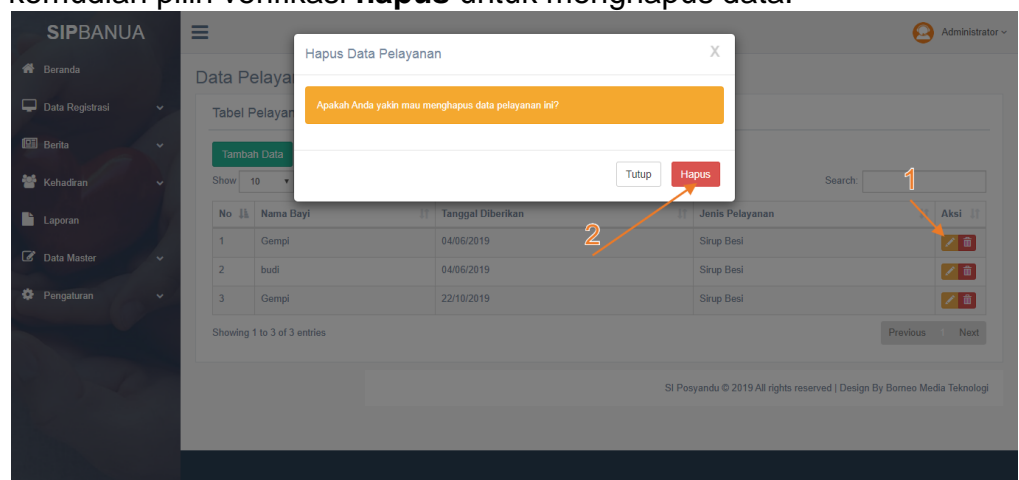 kemudian pilih verifikasi hapus untuk menghapus data.
SIPBANUA
Administrator
Hapus Data Pelayanan X
Beranda
Data Pelaya
Apakah Anda yakin mau menghapus data pelayanan ini?
Data Registrasi
Tabel Pelayan
Berita
Tambah Data
Tutup Hapus
Kehadiran
Show 10
Search:
1
Laporan
No Nama Bayi Tanggal Diberikan Jenis Pelayanan Aksi
2
1 Gempi 04/06/2019 Sirup Besi
Data Master
2 budi 04/06/2019 Sirup Besi
Pengaturan
3 Gempi 22/10/2019 Sirup Besi
Showing 1 to 3 of 3 entries
Previous 1 Next
SI Posyandu © 2019 All rights reserved | Design By Borneo Media Teknologi